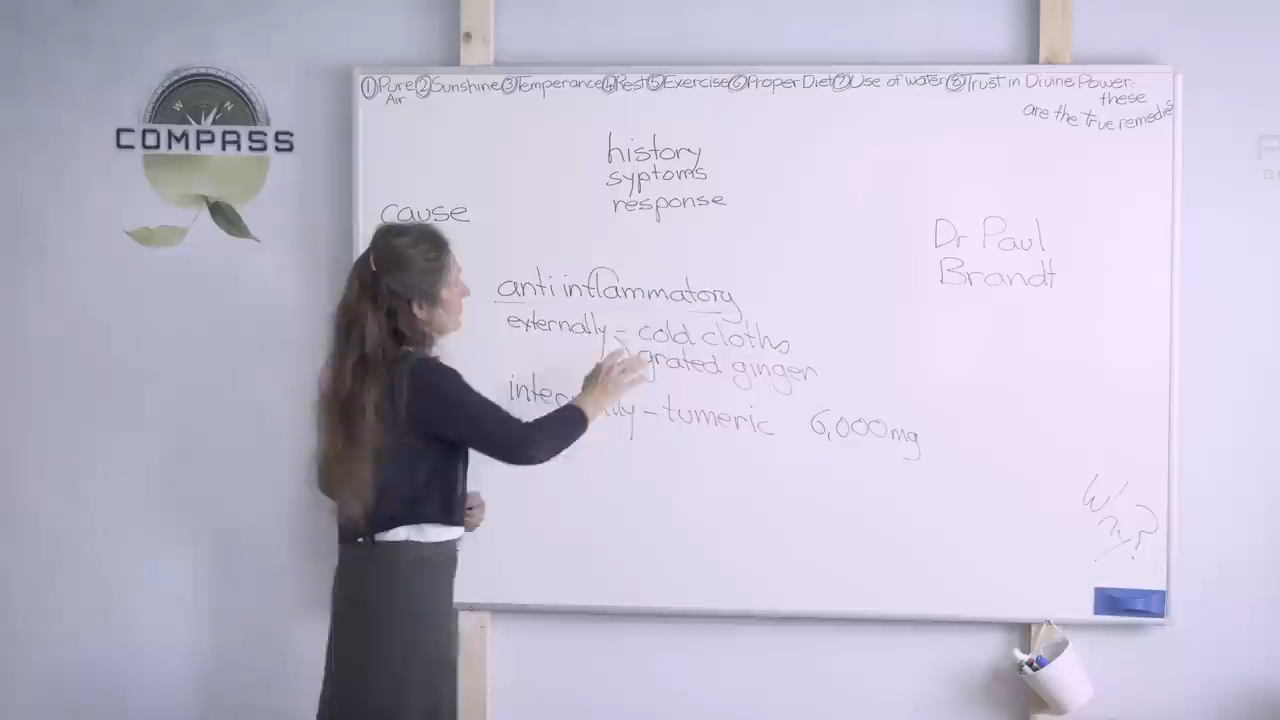 W N
COMPASS
①Pure ②Sunshine ③Temperance ④Rest ⑤Exercise ⑥Proper Diet ⑦Use of water ⑧Trust in Divine Power:
Air
these
are the True remedies
history
syptoms
response
cause
Dr Paul
Brandt
anti inflammatory
externally - cold cloths
grated ginger
- tumeric 6,000mg